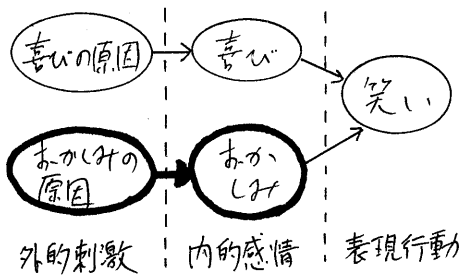 喜びの原因
喜び
笑い
おかしみの
原因
おか
しみ
外的刺激
内的感情
表現行動